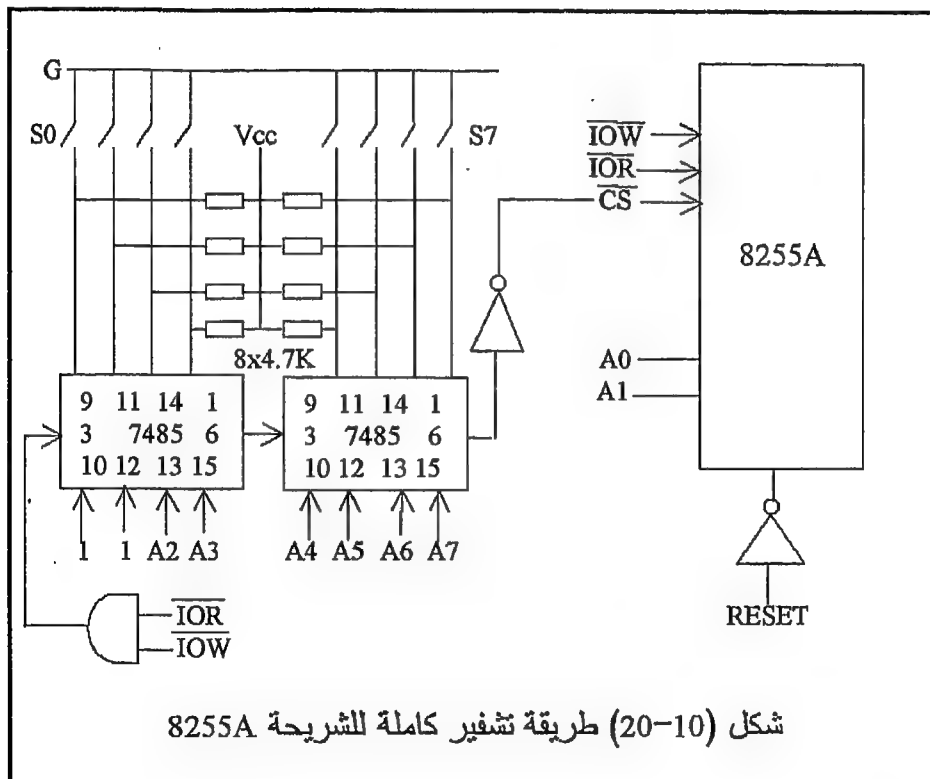 G
S0
Vcc
S7
IOW
IOR
CS
8255A
8x4.7K
A0
A1
9 11 14 1
3 7485 6
10 12 13 15
9 11 14 1
3 7485 6
10 12 13 15
1 1 A2 A3
A4 A5 A6 A7
IOR
IOW
RESET
شكل (10-20) طريقة تشفير كاملة للشريحة 8255A